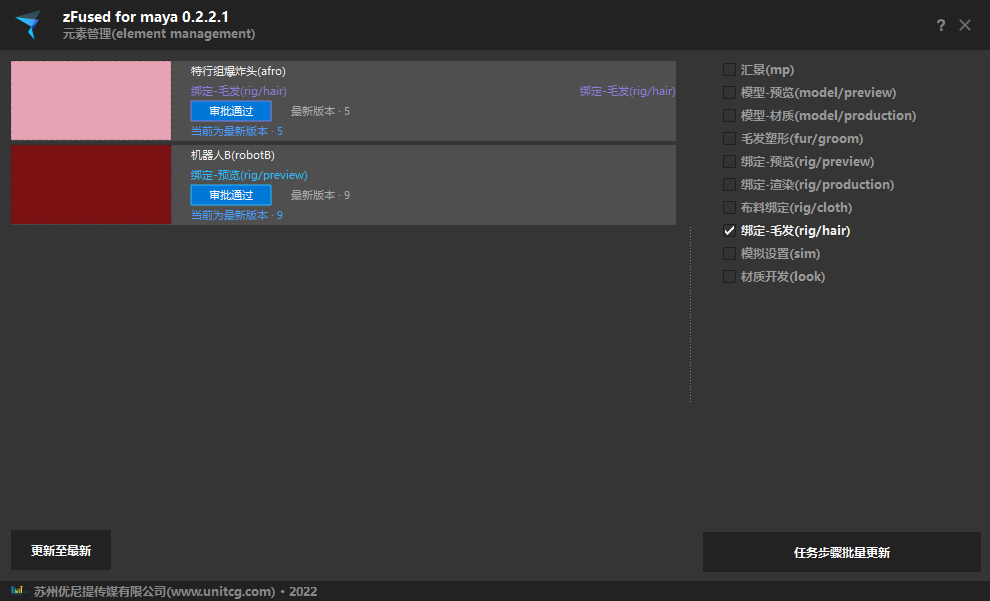 zFused for maya 0.2.2.1
元素管理(element management)
?
特行组爆炸头(afro)
绑定-毛发(rig/hair)
绑定-毛发(rig/hair)
审批通过
最新版本 · 5
当前为最新版本 · 5
机器人B(robotB)
绑定-预览(rig/preview)
审批通过
最新版本 · 9
当前为最新版本 · 9
汇景(mp)
模型-预览(model/preview)
模型-材质(model/production)
毛发塑形(fur/groom)
绑定-预览(rig/preview)
绑定-渲染(rig/production)
布料绑定(rig/cloth)
绑定-毛发(rig/hair)
模拟设置(sim)
材质开发(look)
更新至最新
任务步骤批量更新
苏州优尼提传媒有限公司(www.unitcg.com) · 2022